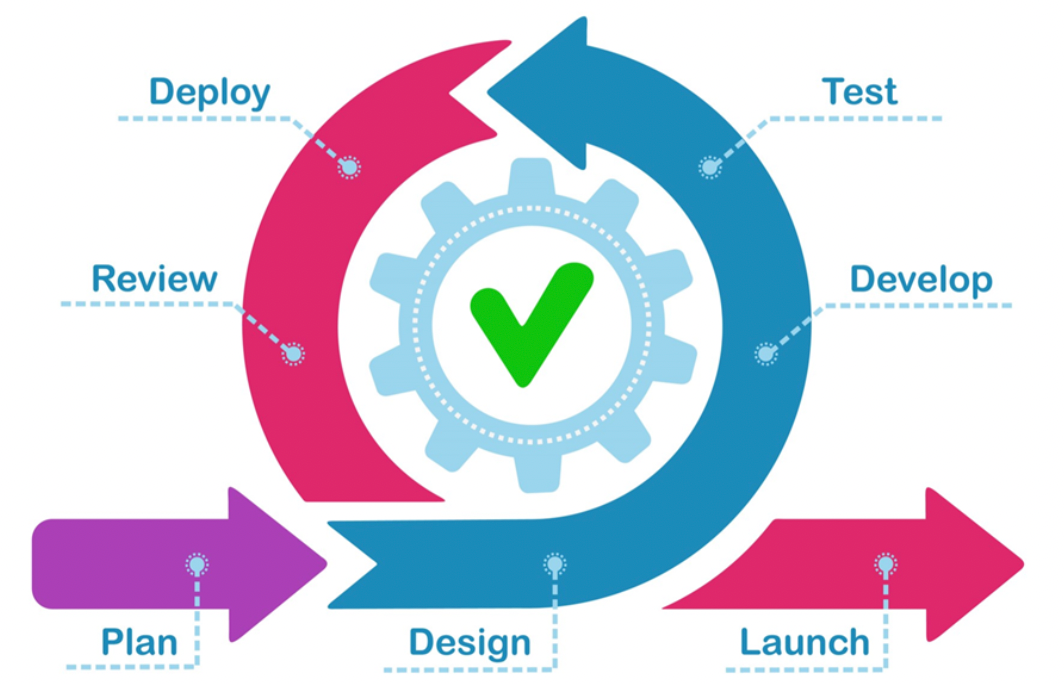 Deploy
Test
Review
Develop
Plan
Design
Launch